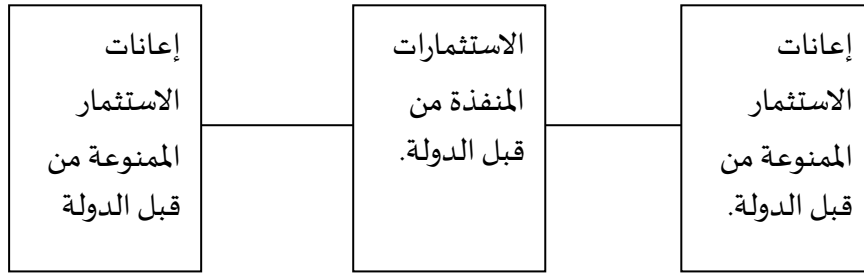 إعانات
الاستثمار
الممنوعة من
قبل الدولة.
الاستثمارات
المنفذة من
قبل الدولة.
إعانات
الاستثمار
الممنوعة من
قبل الدولة